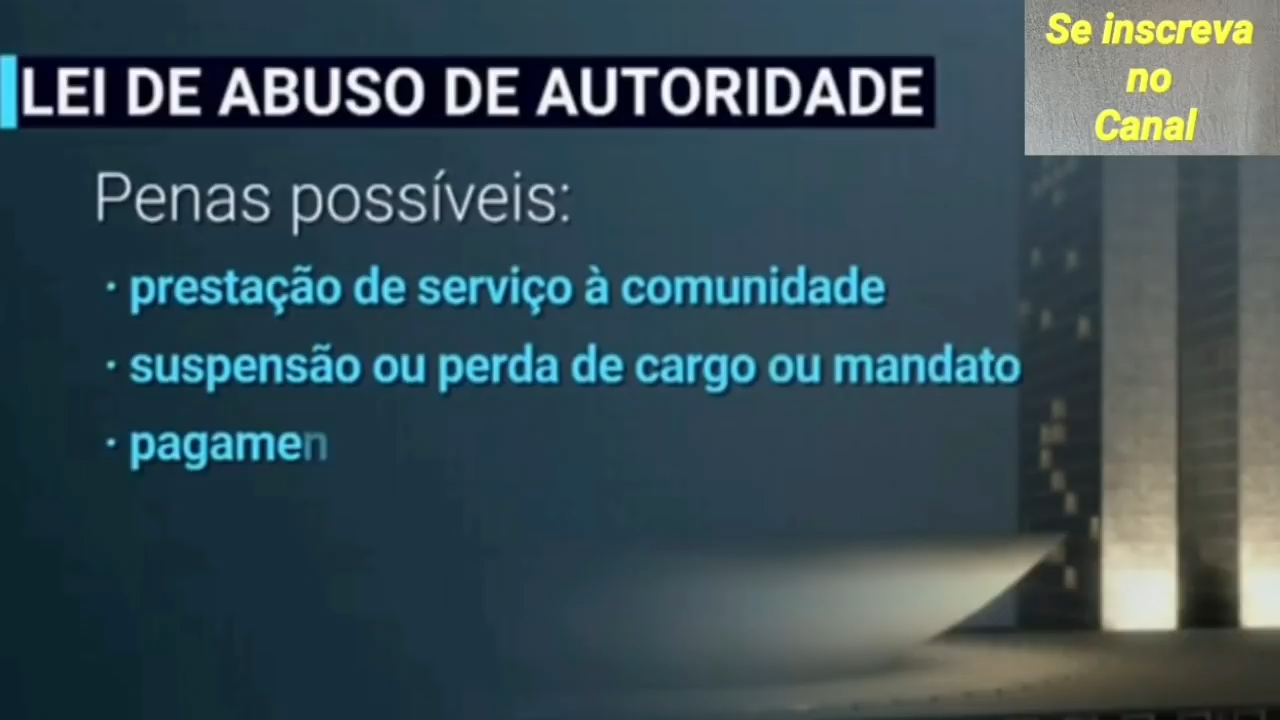 LEI DE ABUSO DE AUTORIDADE
Penas possíveis:
· prestação de serviço à comunidade
· suspensão ou perda de cargo ou mandato
· pagamen
Se inscreva
no
Canal